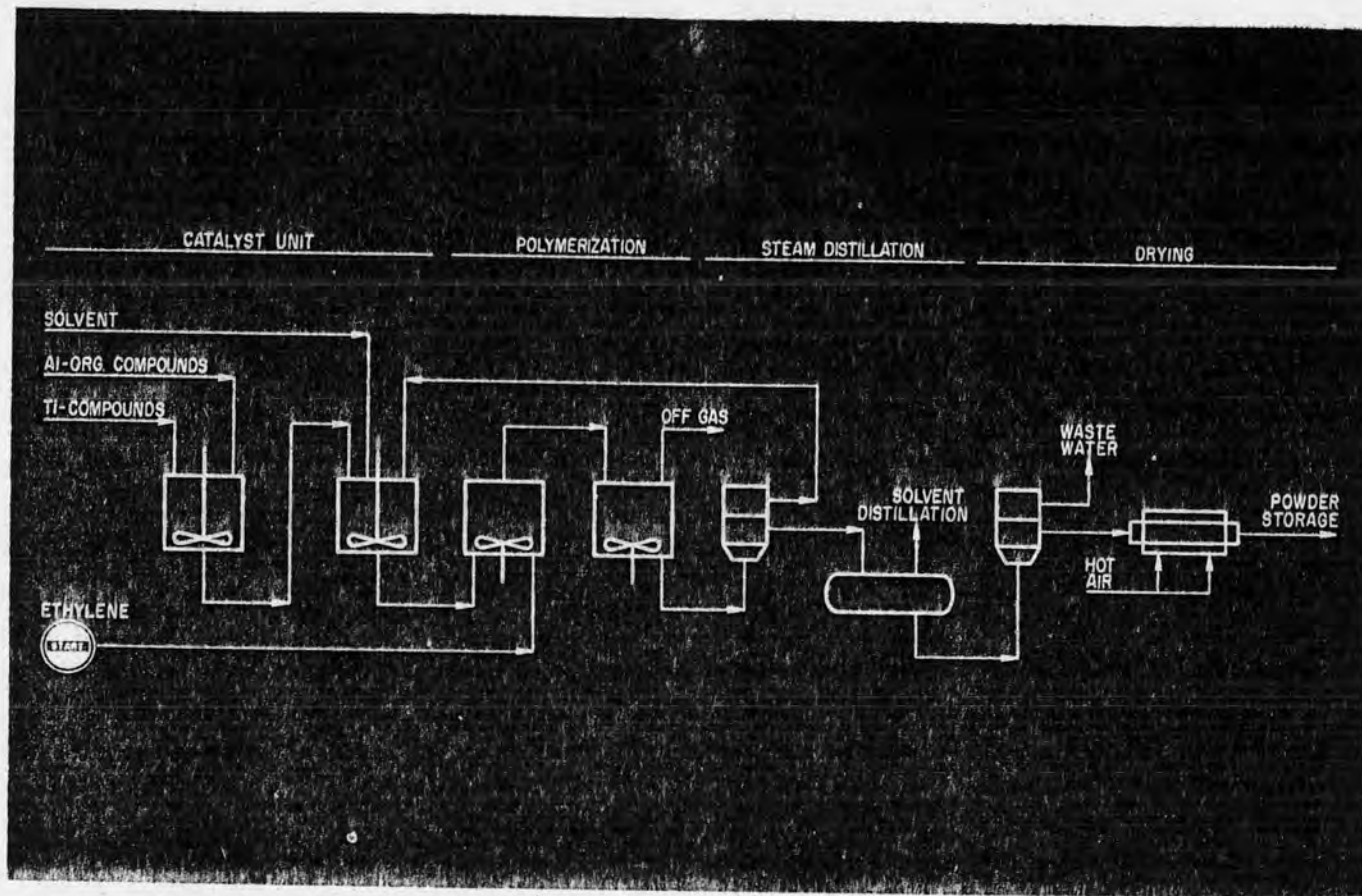 CATALYST UNIT
POLYMERIZATION
STEAM DISTILLATION
DRYING
SOLVENT
Al-ORG. COMPOUNDS
TI-COMPOUNDS
OFF GAS
WASTE
WATER
SOLVENT
DISTILLATION
POWDER
STORAGE
HOT
AIR
ETHYLENE
START